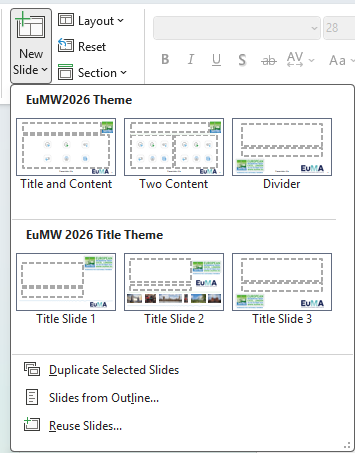 New
Slide
Layout
Reset
Section
28
B I U S ab AV Aa
EuMW2026 Theme
EuMA
Title and Content
Two Content
Divider
EuMW 2026 Title Theme
EuMA
EuMA
EuMA
Title Slide 1
Title Slide 2
Title Slide 3
Duplicate Selected Slides
Slides from Outline...
Reuse Slides...